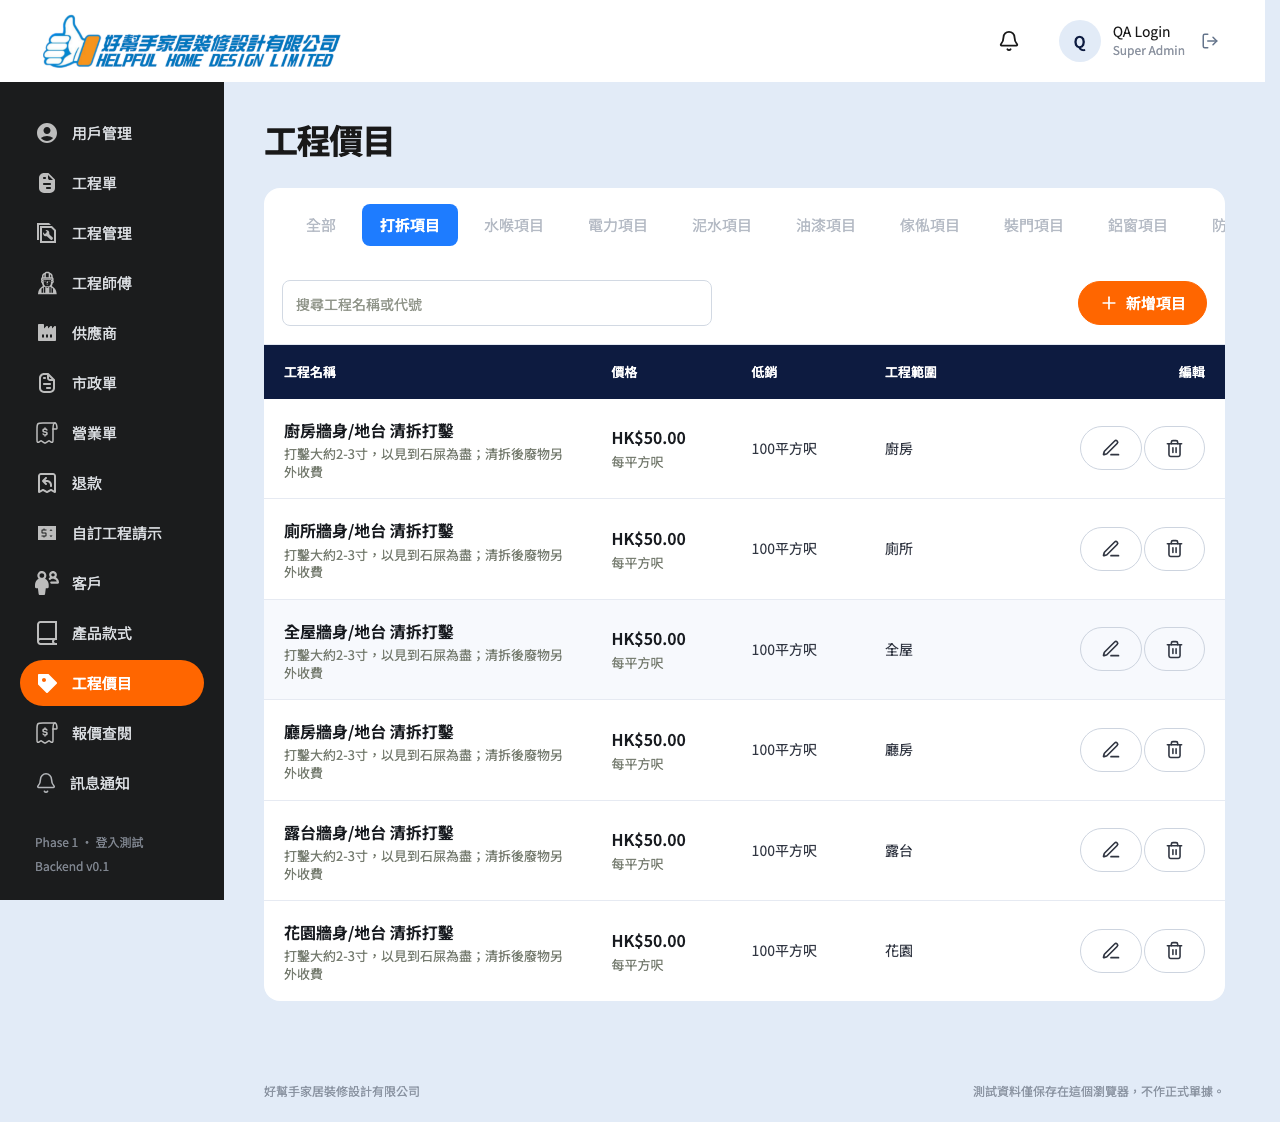 好幫手家居裝修設計有限公司
HELPFUL HOME DESIGN LIMITED
Q
QA Login
Super Admin
用戶管理
工程單
工程管理
工程師傅
供應商
市政單
營業單
退款
自訂工程請示
客戶
產品款式
工程價目
報價查閱
訊息通知
Phase 1 • 登入測試
Backend v0.1
工程價目
全部 打拆項目 水喉項目 電力項目 泥水項目 油漆項目 傢俬項目 裝門項目 鋁窗項目 防
搜尋工程名稱或代號
新增項目
工程名稱 價格 低銷 工程範圍 編輯
廚房牆身/地台 清拆打鑿
打鑿大約2-3寸，以見到石屎為盡；清拆後廢物另
外收費
HK$50.00
每平方呎
100平方呎
廚房
廁所牆身/地台 清拆打鑿
打鑿大約2-3寸，以見到石屎為盡；清拆後廢物另
外收費
HK$50.00
每平方呎
100平方呎
廁所
全屋牆身/地台 清拆打鑿
打鑿大約2-3寸，以見到石屎為盡；清拆後廢物另
外收費
HK$50.00
每平方呎
100平方呎
全屋
廳房牆身/地台 清拆打鑿
打鑿大約2-3寸，以見到石屎為盡；清拆後廢物另
外收費
HK$50.00
每平方呎
100平方呎
廳房
露台牆身/地台 清拆打鑿
打鑿大約2-3寸，以見到石屎為盡；清拆後廢物另
外收費
HK$50.00
每平方呎
100平方呎
露台
花園牆身/地台 清拆打鑿
打鑿大約2-3寸，以見到石屎為盡；清拆後廢物另
外收費
HK$50.00
每平方呎
100平方呎
花園
好幫手家居裝修設計有限公司
測試資料僅保存在這個瀏覽器，不作正式單據。